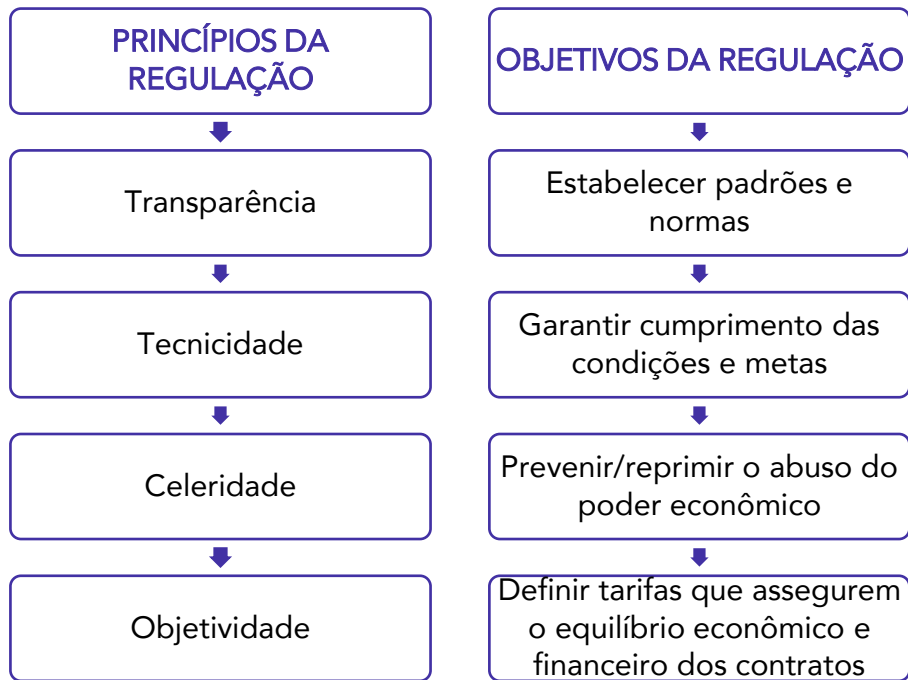 PRINCÍPIOS DA
REGULAÇÃO
Transparência
Tecnicidade
Celeridade
Objetividade
OBJETIVOS DA REGULAÇÃO
Estabelecer padrões e
normas
Garantir cumprimento das
condições e metas
Prevenir/reprimir o abuso do
poder econômico
Definir tarifas que assegurem
o equilíbrio econômico e
financeiro dos contratos